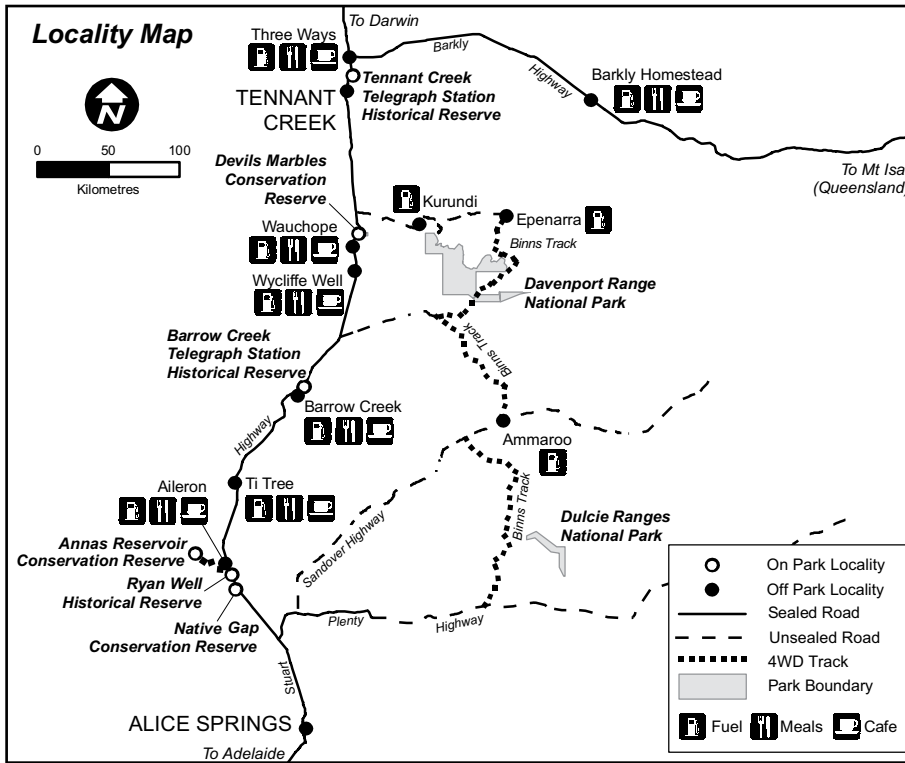 Locality Map
N
0 50 100
Kilometres
To Darwin
Three Ways
Barkly
Highway
Barkly Homestead
Tennant Creek
Telegraph Station
Historical Reserve
TENNANT
CREEK
To Mt Isa
(Queensland)
Devils Marbles
Conservation
Reserve
Kurundi
Epenarra
Wauchope
Binns Track
Wycliffe Well
Davenport Range
National Park
Barrow Creek
Telegraph Station
Historical Reserve
Binns Track
Barrow Creek
Highway
Ammaroo
Aileron
Ti Tree
Binns Track
Sandover Highway
Dulcie Ranges
National Park
Annas Reservoir
Conservation Reserve
Ryan Well
Historical Reserve
Native Gap
Conservation Reserve
Plenty
Highway
Stuart
ALICE SPRINGS
To Adelaide
On Park Locality
Off Park Locality
Sealed Road
Unsealed Road
4WD Track
Park Boundary
Fuel Meals Cafe